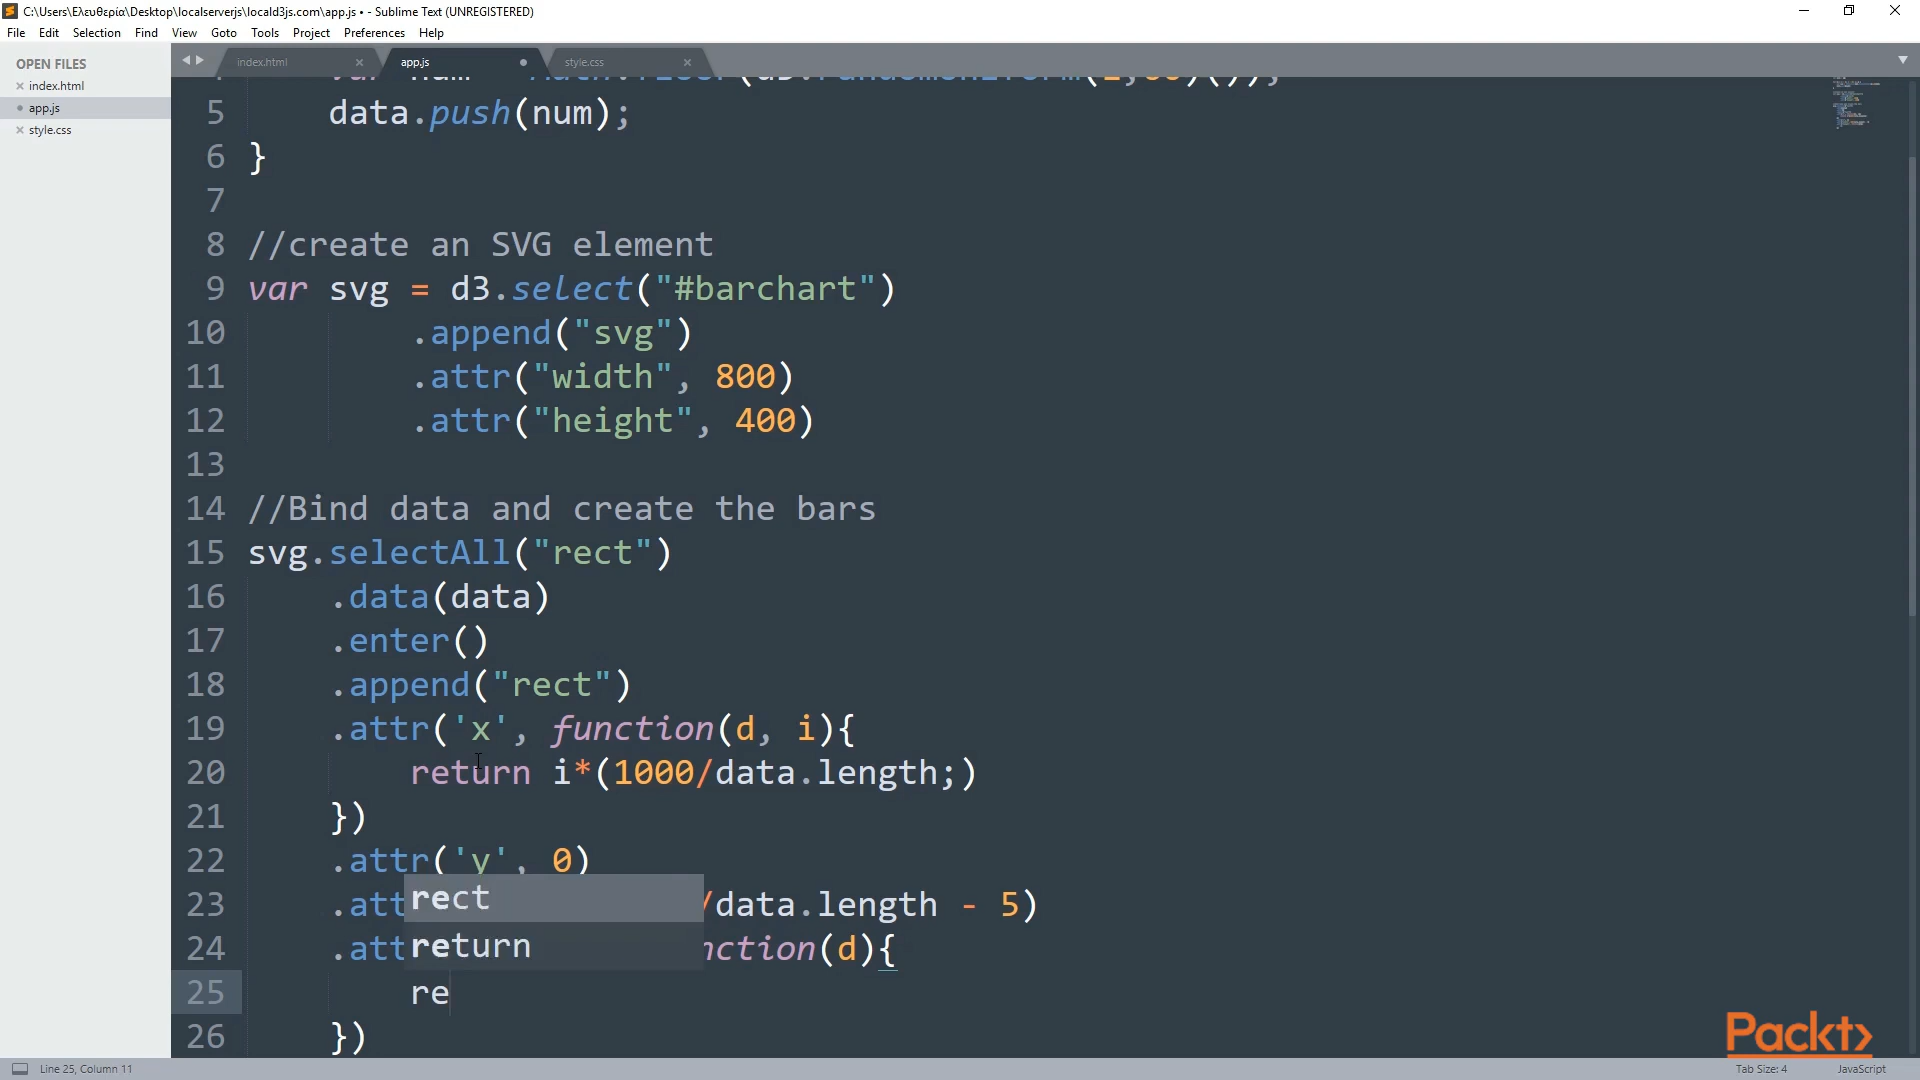 C:\Users\Ελευθερία\Desktop\localserverjs\locald3js.com\app.js • - Sublime Text (UNREGISTERED)
File Edit Selection Find View Goto Tools Project Preferences Help
OPEN FILES
index.html
app.js
style.css
index.html app.js style.css
5 data.push(num);
6 }
7
8 //create an SVG element
9 var svg = d3.select("#barchart")
10 .append("svg")
11 .attr("width", 800)
12 .attr("height", 400)
13
14 //Bind data and create the bars
15 svg.selectAll("rect")
16 .data(data)
17 .enter()
18 .append("rect")
19 .attr('x', function(d, i){
20 return i*(1000/data.length;)
21 })
22 .attr('y', 0)
23 .att /data.length - 5)
24 .att nction(d){
rect
return
25 re
26 })
Packt>
Line 25, Column 11
Tab Size: 4
JavaScript